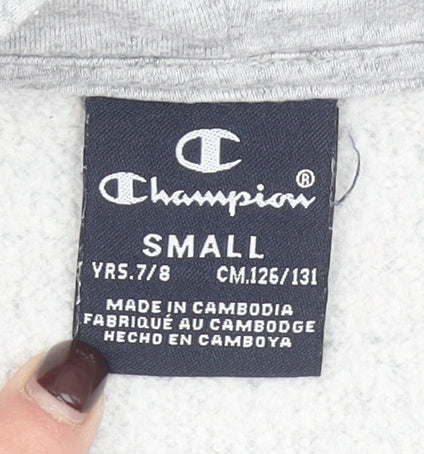 Champion®
SMALL
YRS.7/8 CM.126/131
MADE IN CAMBODIA
FABRIQUÉ AU CAMBODGE
HECHO EN CAMBOYA